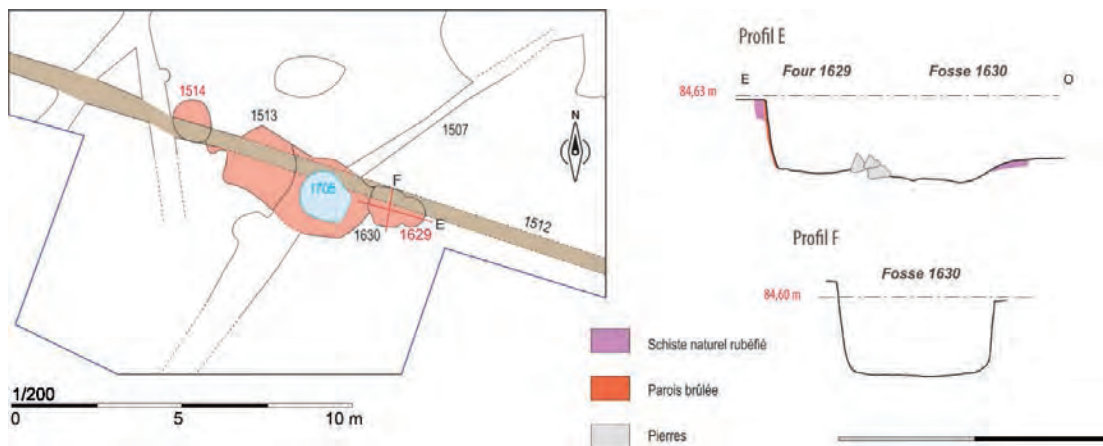 1514
1513
1507
N
1706
F
E
1630
1629
1512
1/200
0 5 10 m
Profil E
E Four 1629 Fosse 1630 O
84,63 m
Profil F
Fosse 1630
84,60 m
Schiste naturel rubéfié
Parois brûlée
Pierres